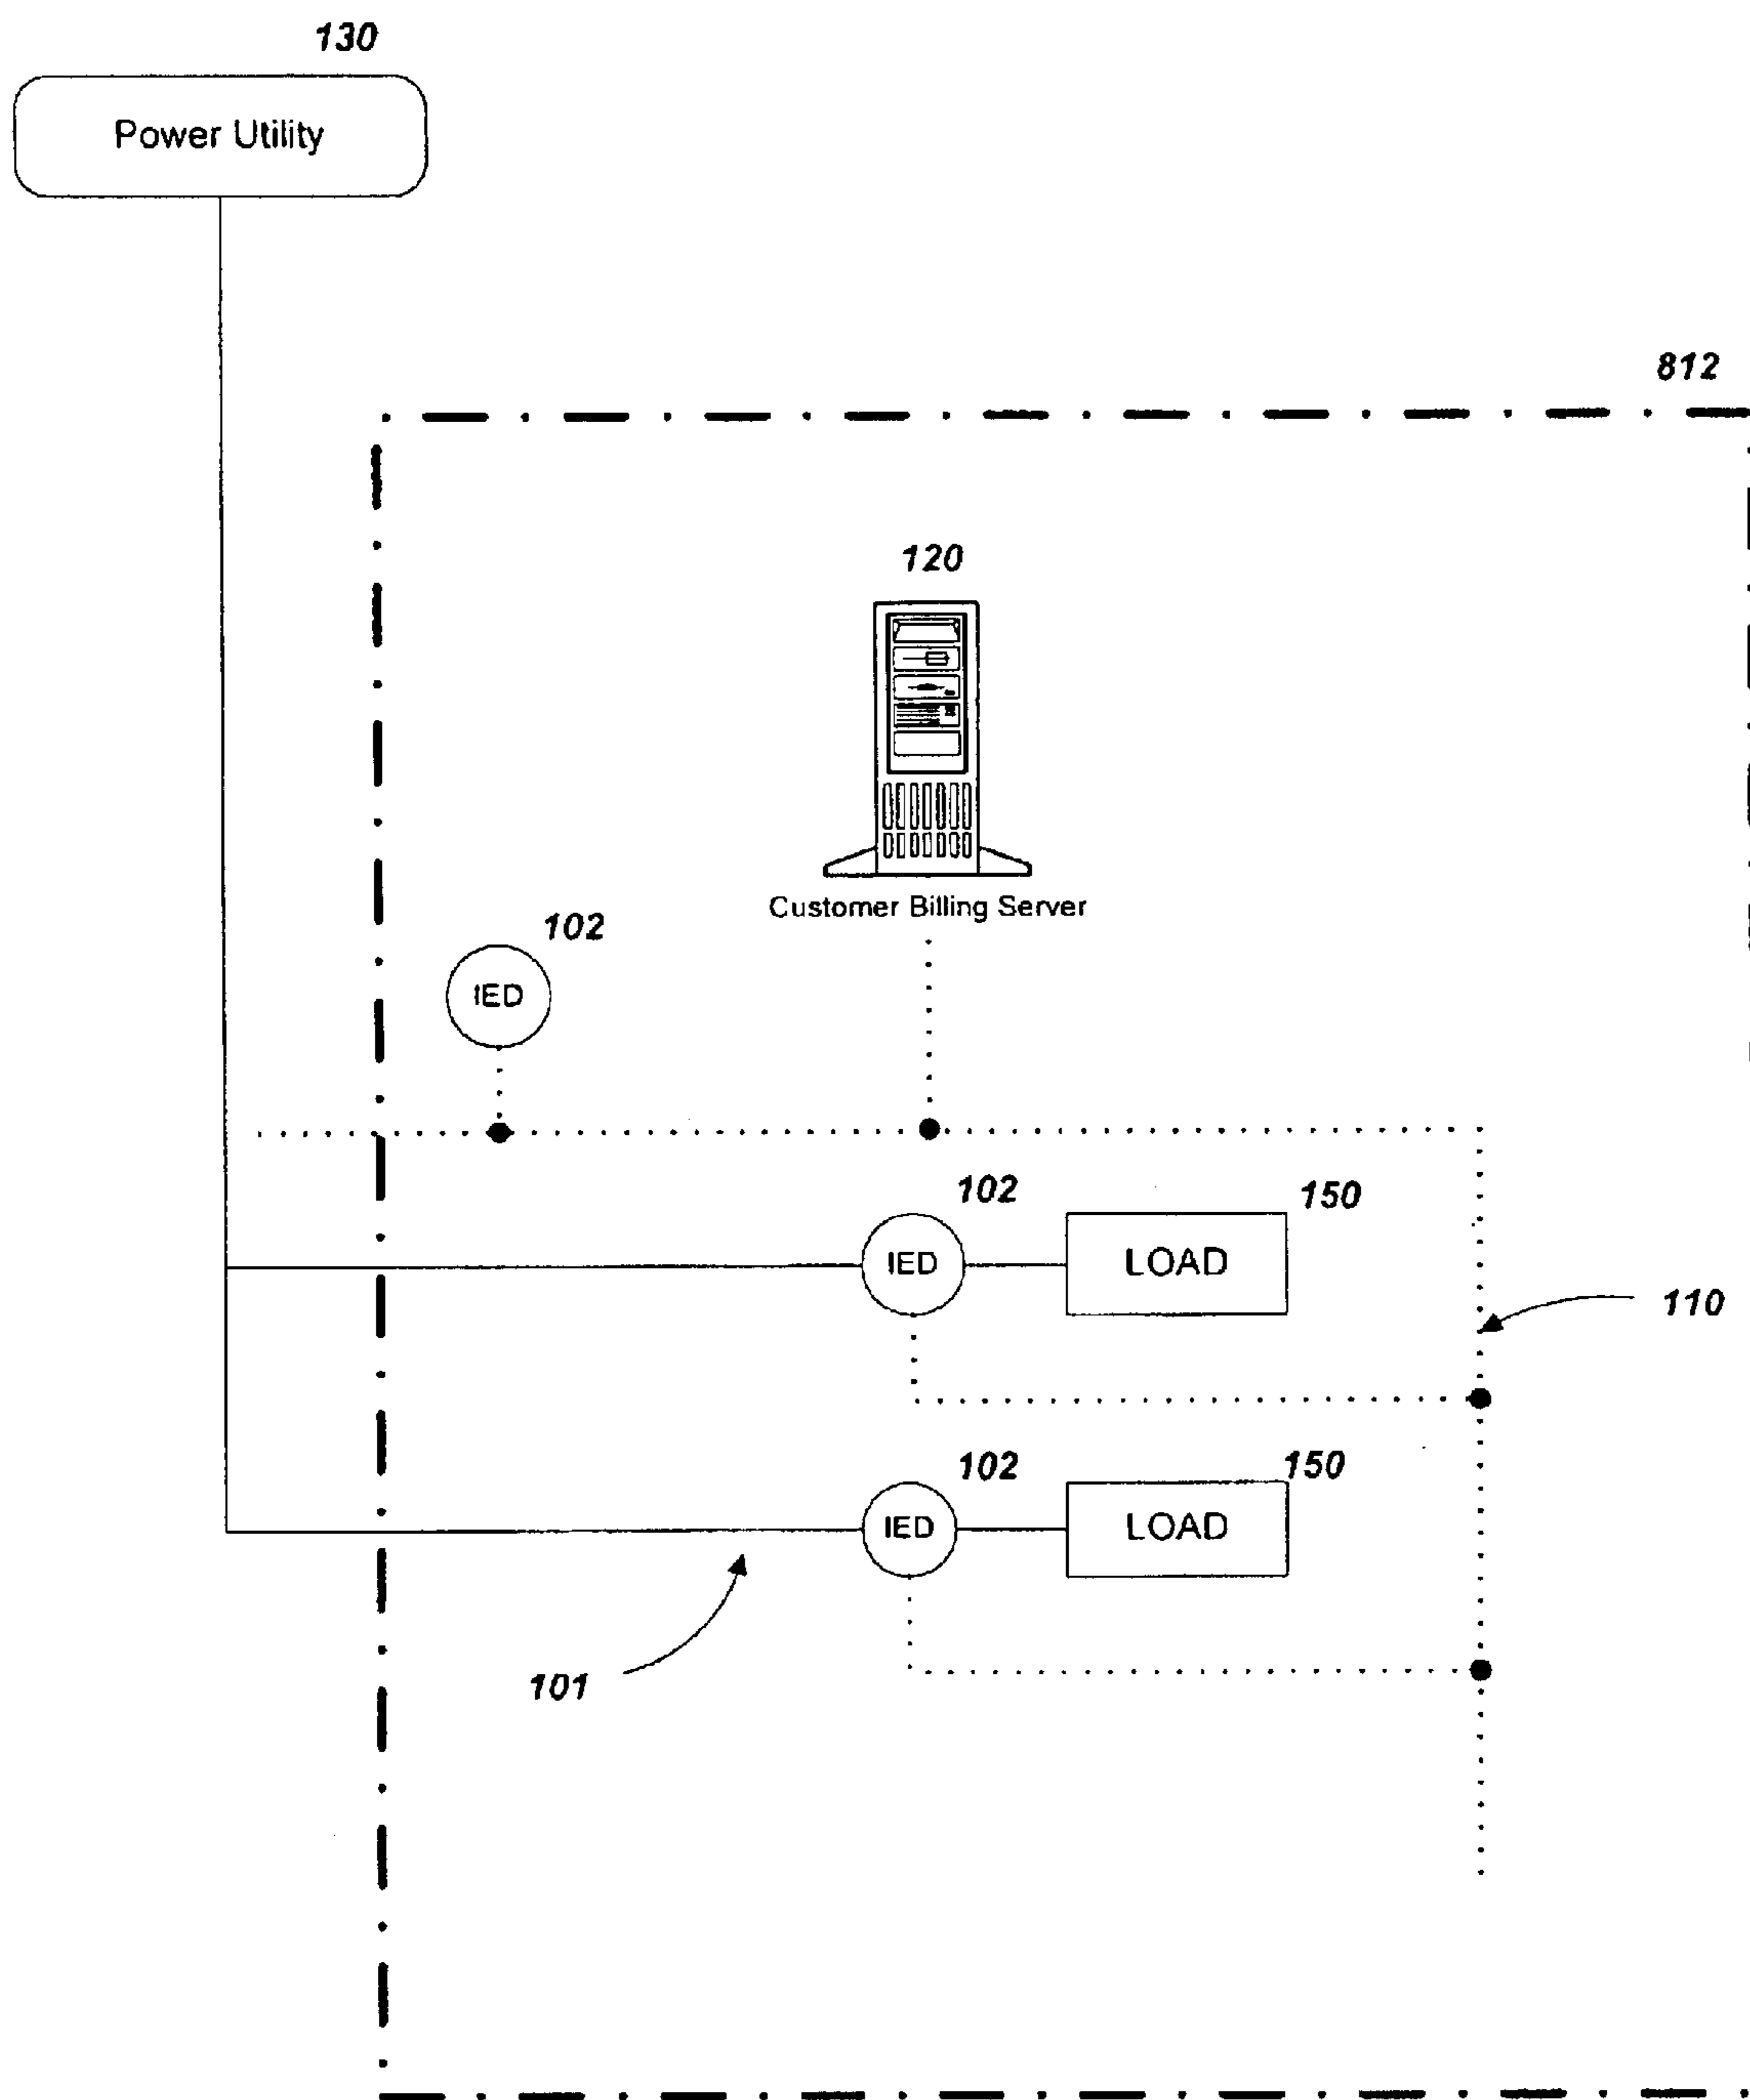 130
Power Utility
812
120
Customer Billing Server
102
IED
102
150
IED
LOAD
110
102
150
IED
LOAD
101